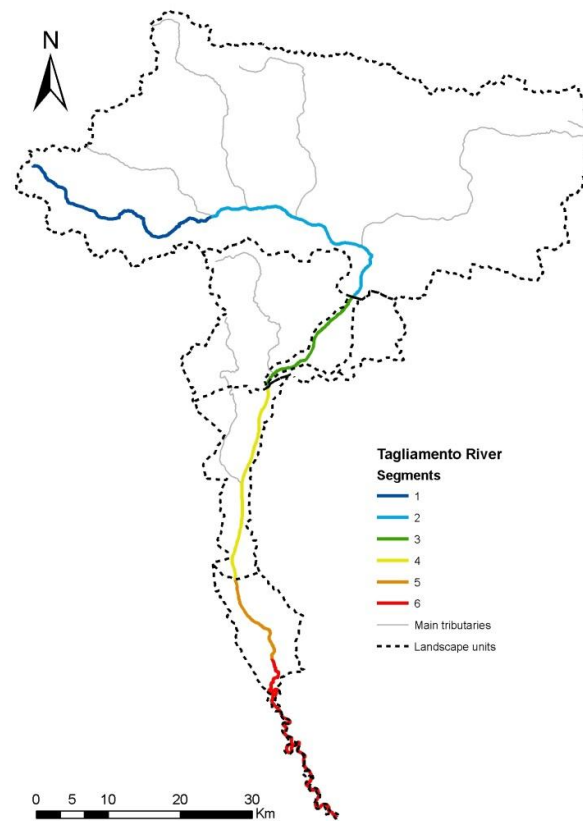 N
Tagliamento River
Segments
1
2
3
4
5
6
Main tributaries
Landscape units
0 5 10 20 30
Km